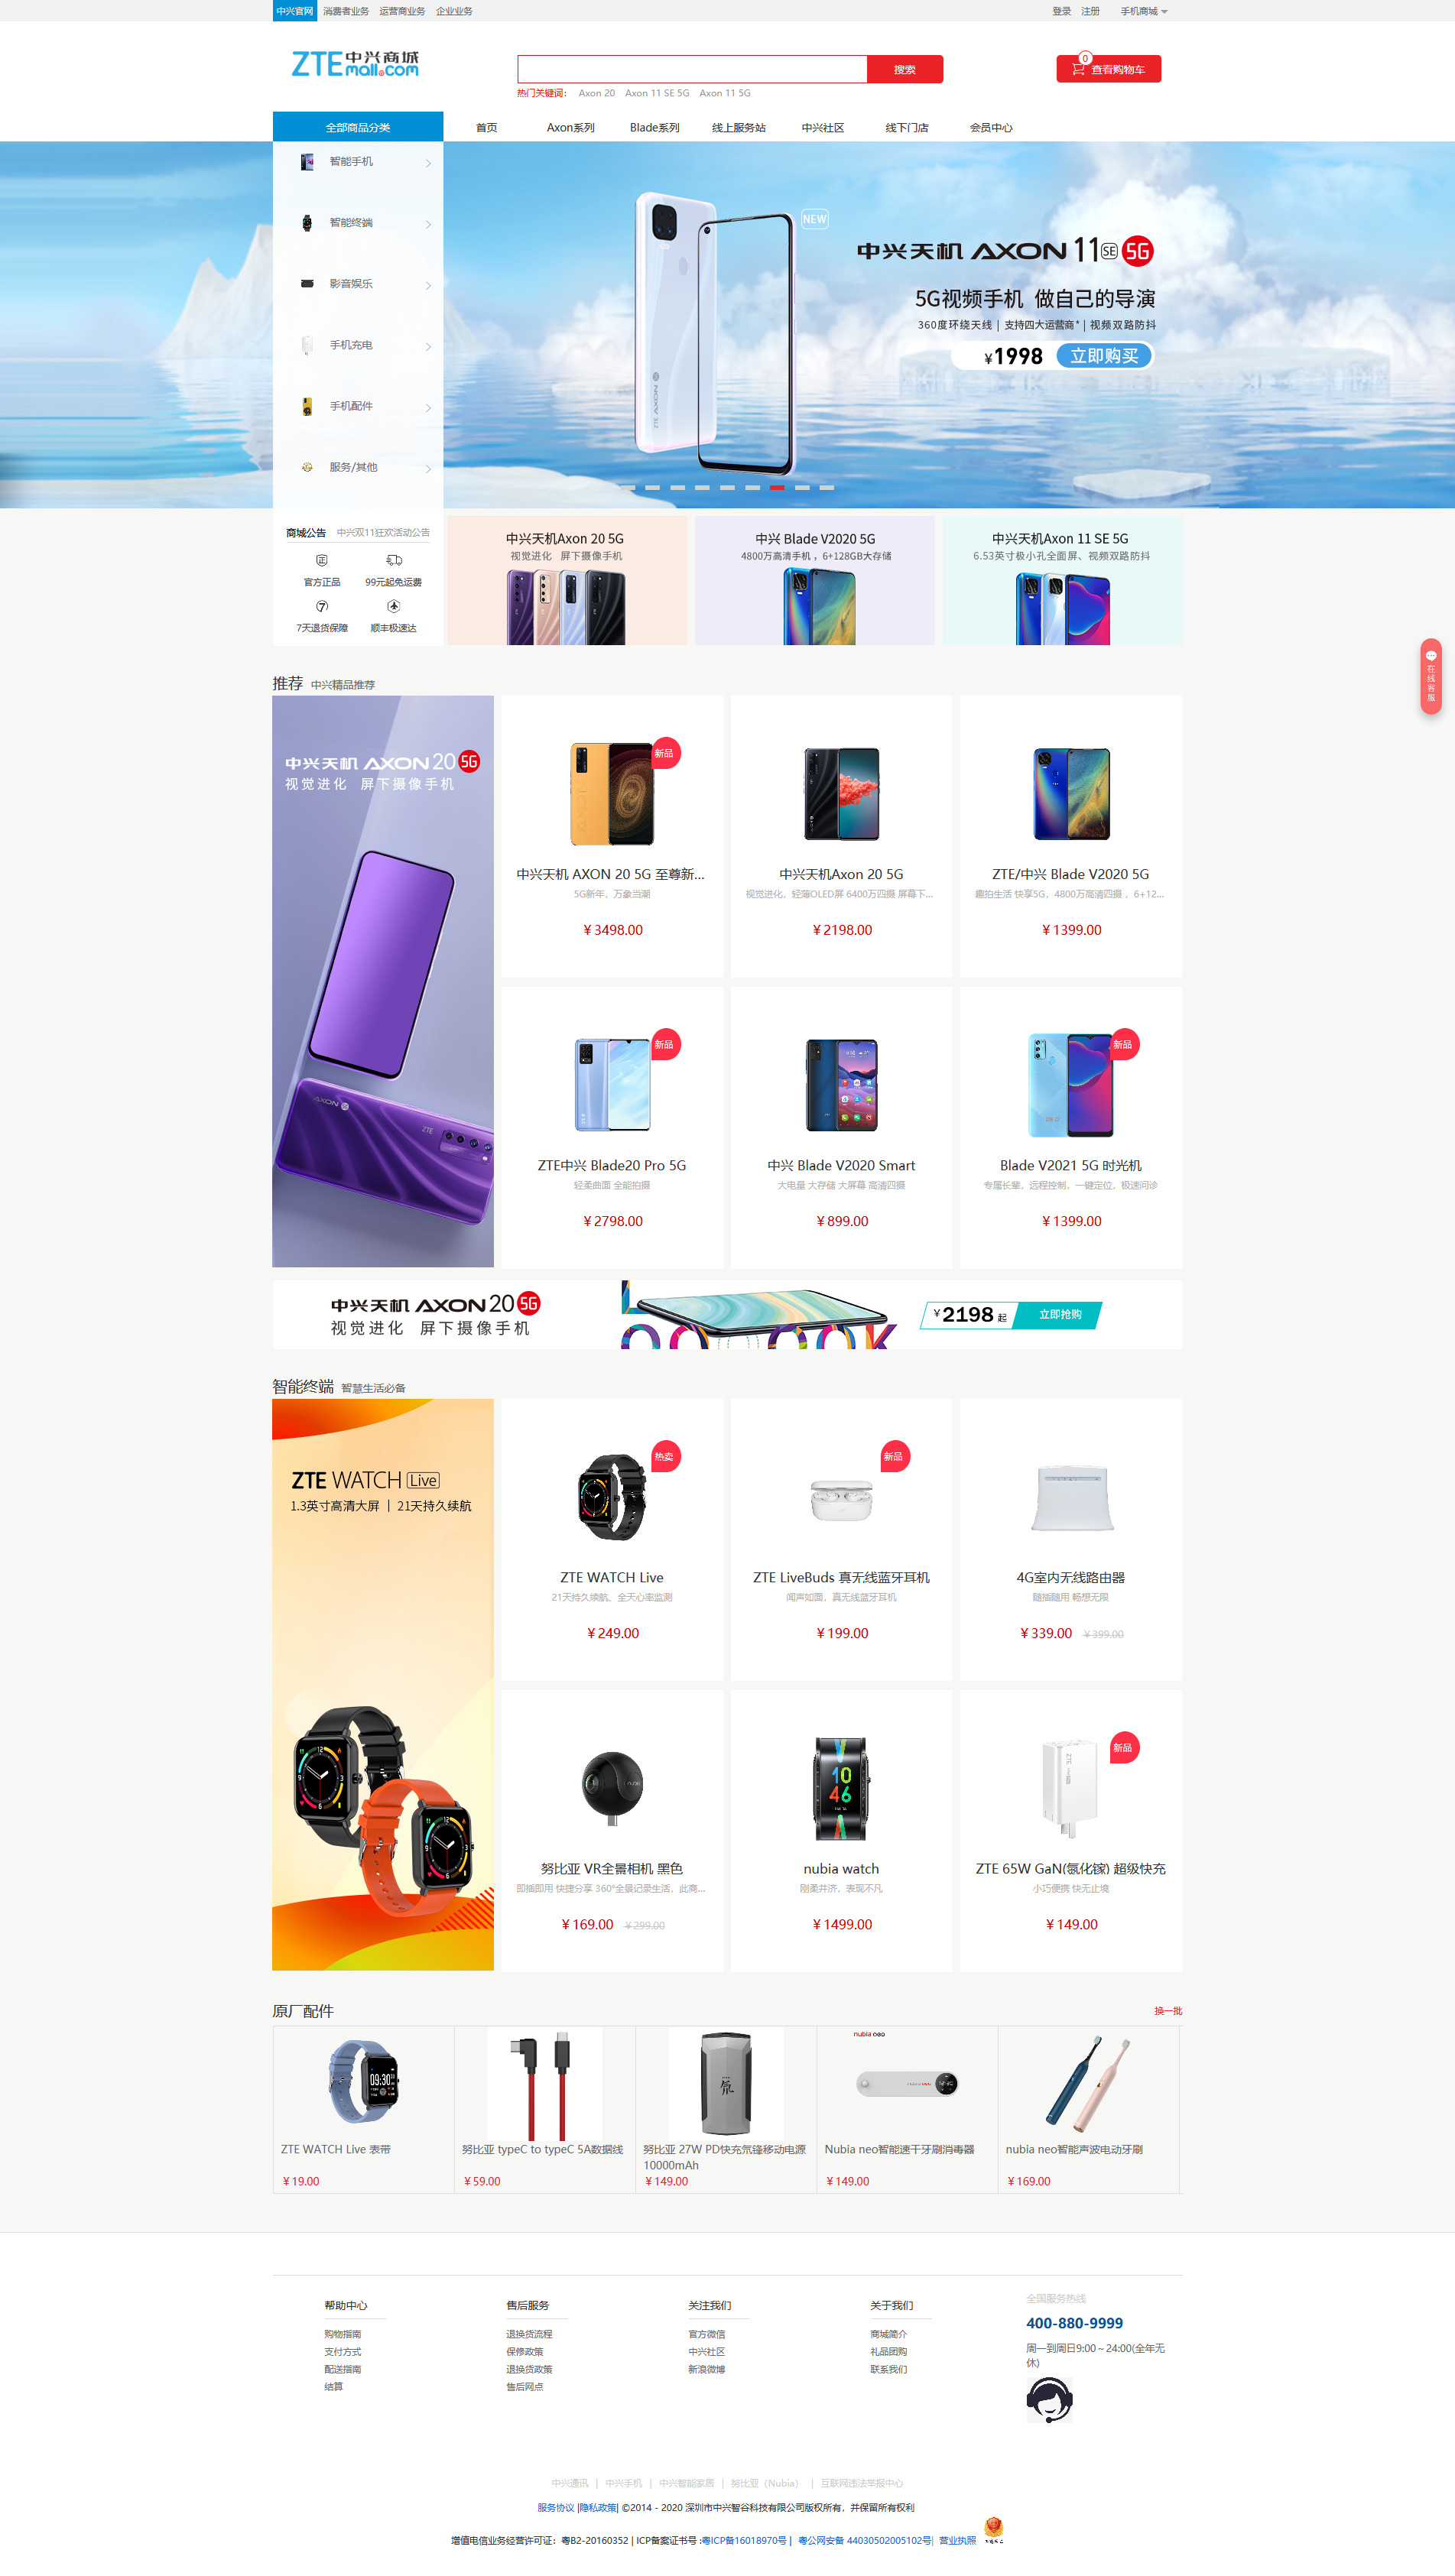 中兴官网 消费者业务 运营商业务 企业业务 登录 注册 手机商城
ZTE中兴商城
mall.com
搜索
0 查看购物车
热门关键词： Axon 20 Axon 11 SE 5G Axon 11 5G
全部商品分类 首页 Axon系列 Blade系列 线上服务站 中兴社区 线下门店 会员中心
智能手机
智能终端
影音娱乐
手机充电
手机配件
服务/其他
NEW
中兴天机 AXON 11 SE 5G
5G视频手机 做自己的导演
360度环绕天线 | 支持四大运营商* | 视频双路防抖
¥1998 立即购买
ZTE AXON
商城公告 中兴双11狂欢活动公告
官方正品 99元起免运费
7天退货保障 顺丰极速达
中兴天机Axon 20 5G
视觉进化 屏下摄像手机
中兴 Blade V2020 5G
4800万高清手机 ，6+128GB大存储
中兴天机Axon 11 SE 5G
6.53英寸极小孔全面屏、视频双路防抖
在线客服
推荐 中兴精品推荐
中兴天机 AXON 20 5G
视觉进化 屏下摄像手机
AXON
ZTE
新品
中兴天机 AXON 20 5G 至尊新...
5G新年，万象当潮
￥3498.00
中兴天机Axon 20 5G
视觉进化，轻薄OLED屏 6400万四摄 屏幕下...
￥2198.00
ZTE/中兴 Blade V2020 5G
趣拍生活 快享5G，4800万高清四摄 ，6+12...
￥1399.00
新品
ZTE中兴 Blade20 Pro 5G
轻柔曲面 全能拍摄
￥2798.00
中兴 Blade V2020 Smart
大电量 大存储 大屏幕 高清四摄
￥899.00
新品
Blade V2021 5G 时光机
专属长辈，远程控制，一键定位，极速问诊
￥1399.00
中兴天机 AXON 20 5G
视觉进化 屏下摄像手机
¥2198 起 立即抢购
智能终端 智慧生活必备
ZTE WATCH Live
1.3英寸高清大屏 | 21天持久续航
热卖
ZTE WATCH Live
21天持久续航、全天心率监测
￥249.00
新品
ZTE LiveBuds 真无线蓝牙耳机
闻声如面，真无线蓝牙耳机
￥199.00
4G室内无线路由器
随插随用 畅想无限
￥339.00 ￥399.00
nubia
努比亚 VR全景相机 黑色
即插即用 快捷分享 360°全景记录生活，此商...
￥169.00 ￥299.00
10
46
nubia watch
刚柔并济，表现不凡
￥1499.00
新品
ZTE
ZTE 65W GaN(氮化镓) 超级快充
小巧便携 快无止境
￥149.00
原厂配件 换一批
09:30
ZTE WATCH Live 表带
￥19.00
努比亚 typeC to typeC 5A数据线
￥59.00
氘
努比亚 27W PD快充氘锋移动电源
10000mAh
￥149.00
nubia neo
Nubia neo智能速干牙刷消毒器
￥149.00
nubia neo智能声波电动牙刷
￥169.00
帮助中心
购物指南
支付方式
配送指南
结算
售后服务
退换货流程
保修政策
退换货政策
售后网点
关注我们
官方微信
中兴社区
新浪微博
关于我们
商城简介
礼品团购
联系我们
全国服务热线
400-880-9999
周一到周日9:00～24:00(全年无
休)
中兴通讯 | 中兴手机 | 中兴智能家居 | 努比亚（Nubia） | 互联网违法举报中心
服务协议 |隐私政策| ©2014 - 2020 深圳市中兴智谷科技有限公司版权所有，并保留所有权利
增值电信业务经营许可证：粤B2-20160352 | ICP备案证书号 :粤ICP备16018970号 | 粤公网安备 44030502005102号| 营业执照